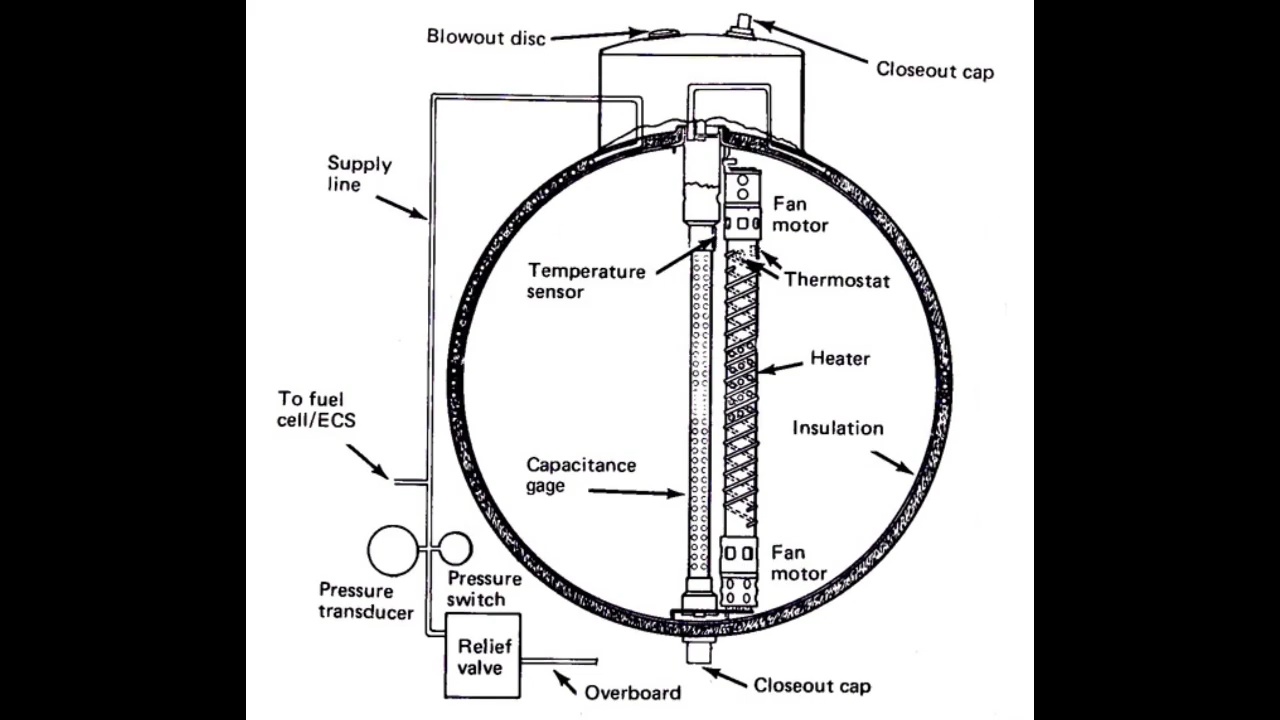 Blowout disc
Closeout cap
Supply
line
Fan
motor
Temperature
sensor
Thermostat
Heater
To fuel
cell/ECS
Insulation
Capacitance
gage
Fan
motor
Pressure
transducer
Pressure
switch
Relief
valve
Overboard
Closeout cap